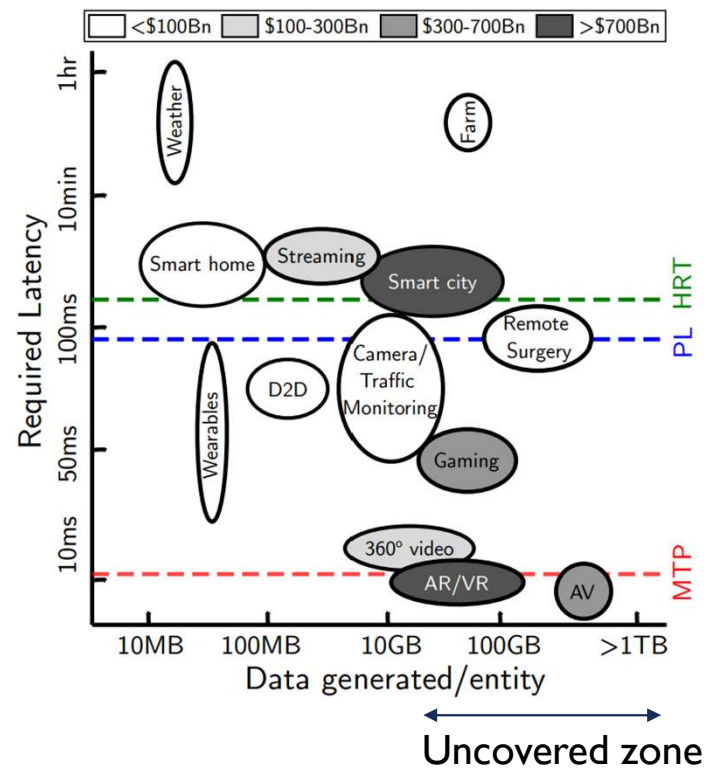 <$100Bn $100-300Bn $300-700Bn >$700Bn
Required Latency
1hr
10min
100ms
50ms
10ms
Weather
Farm
Smart home
Streaming
Smart city
HRT
PL
Remote
Surgery
Camera/
Traffic
Monitoring
D2D
Wearables
Gaming
360° video
AR/VR
AV
MTP
10MB 100MB 10GB 100GB >1TB
Data generated/entity
Uncovered zone